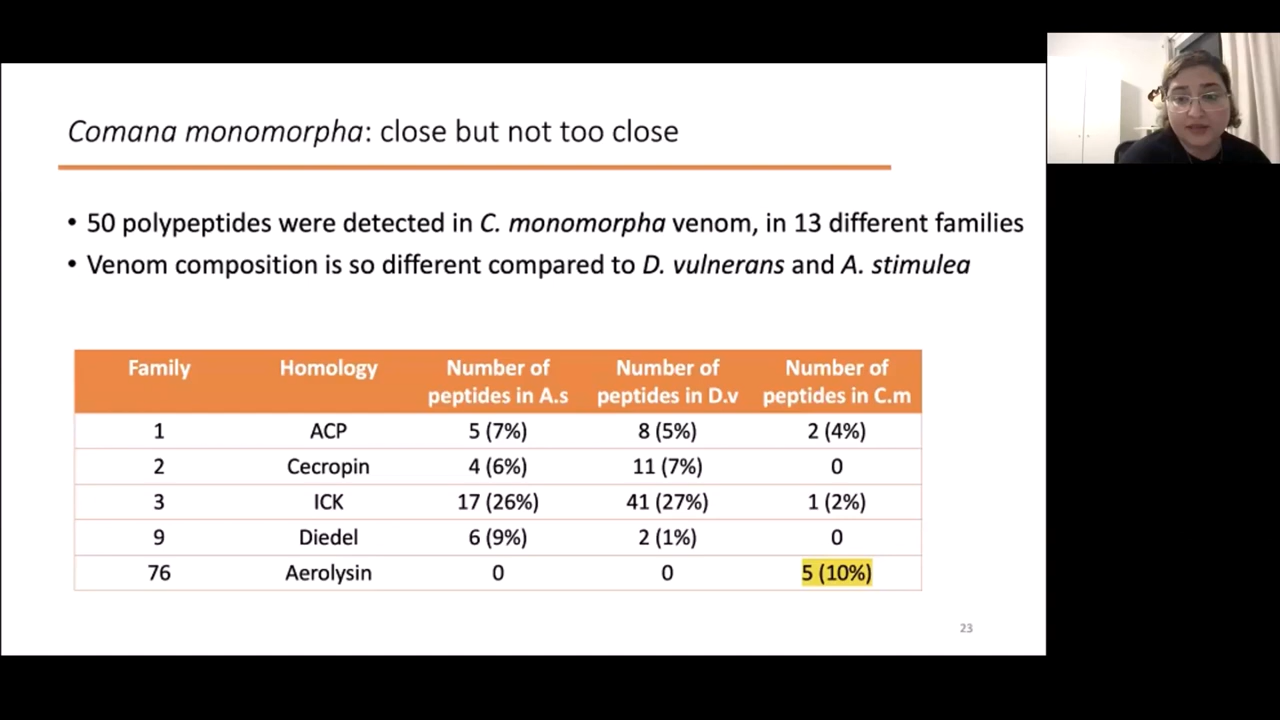 Comana monomorpha: close but not too close
• 50 polypeptides were detected in C. monomorpha venom, in 13 different families
• Venom composition is so different compared to D. vulnerans and A. stimulea
Family Homology Number of peptides in A.s Number of peptides in D.v Number of peptides in C.m
1 ACP 5 (7%) 8 (5%) 2 (4%)
2 Cecropin 4 (6%) 11 (7%) 0
3 ICK 17 (26%) 41 (27%) 1 (2%)
9 Diedel 6 (9%) 2 (1%) 0
76 Aerolysin 0 0 5 (10%)
23